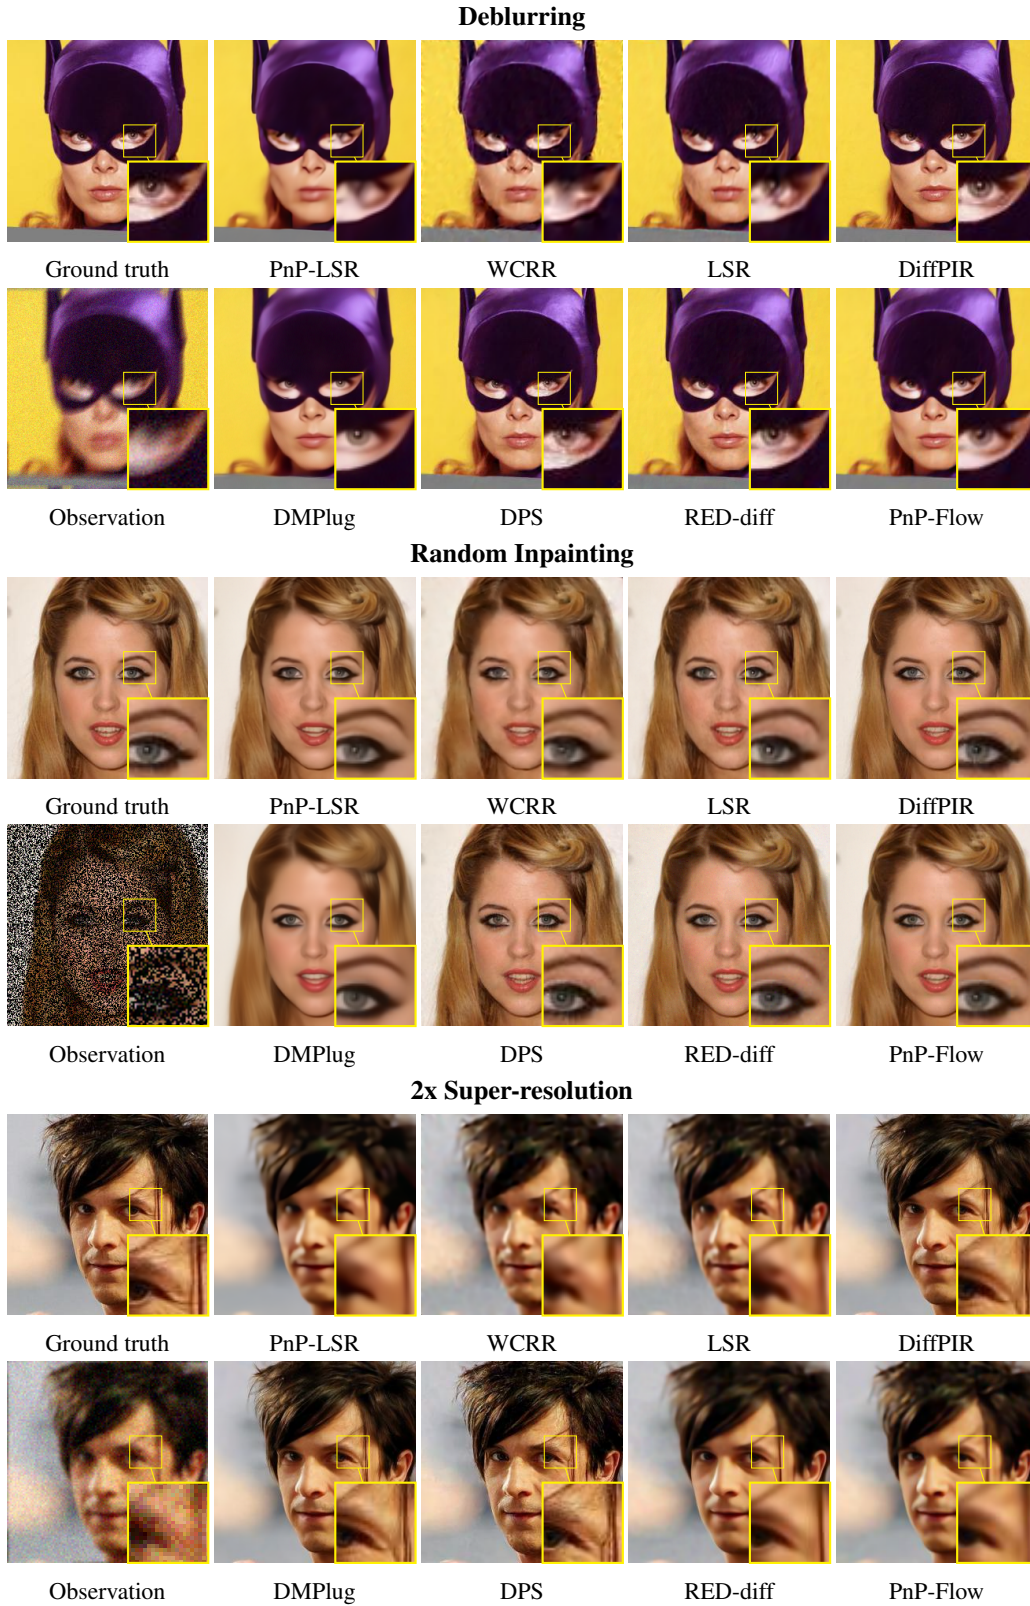 Deblurring
Ground truth PnP-LSR WCRR LSR DiffPIR
Observation DMPlug DPS RED-diff PnP-Flow
Random Inpainting
Ground truth PnP-LSR WCRR LSR DiffPIR
Observation DMPlug DPS RED-diff PnP-Flow
2x Super-resolution
Ground truth PnP-LSR WCRR LSR DiffPIR
Observation DMPlug DPS RED-diff PnP-Flow